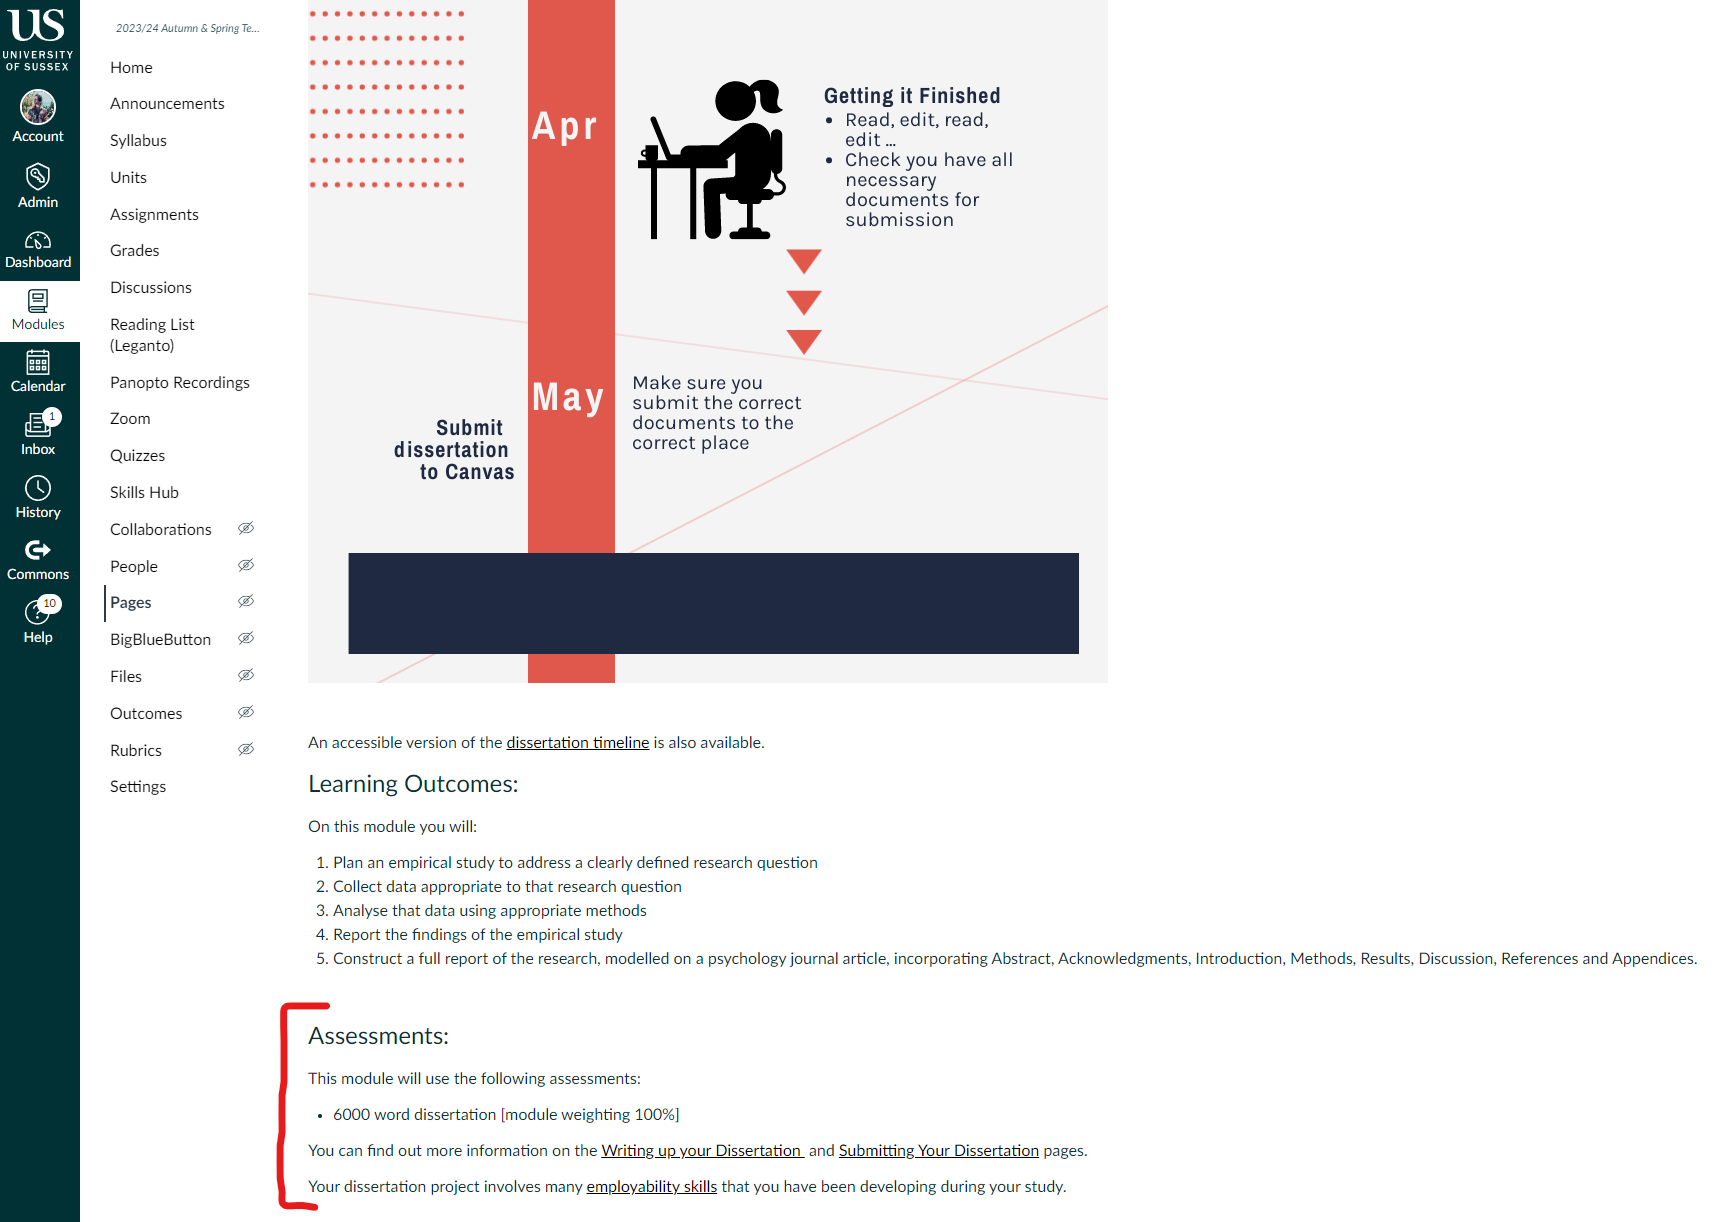 US
UNIVERSITY
OF SUSSEX
Account
Admin
Dashboard
Modules
Calendar
1
Inbox
History
Commons
10
Help
2023/24 Autumn & Spring Te...
Home
Announcements
Syllabus
Units
Assignments
Grades
Discussions
Reading List
(Leganto)
Panopto Recordings
Zoom
Quizzes
Skills Hub
Collaborations
People
Pages
BigBlueButton
Files
Outcomes
Rubrics
Settings
Apr
Getting it Finished
• Read, edit, read,
edit ...
• Check you have all
necessary
documents for
submission
May
Make sure you
submit the correct
documents to the
correct place
Submit
dissertation
to Canvas
An accessible version of the dissertation timeline is also available.
Learning Outcomes:
On this module you will:
1. Plan an empirical study to address a clearly defined research question
2. Collect data appropriate to that research question
3. Analyse that data using appropriate methods
4. Report the findings of the empirical study
5. Construct a full report of the research, modelled on a psychology journal article, incorporating Abstract, Acknowledgments, Introduction, Methods, Results, Discussion, References and Appendices.
Assessments:
This module will use the following assessments:
• 6000 word dissertation [module weighting 100%]
You can find out more information on the Writing up your Dissertation and Submitting Your Dissertation pages.
Your dissertation project involves many employability skills that you have been developing during your study.